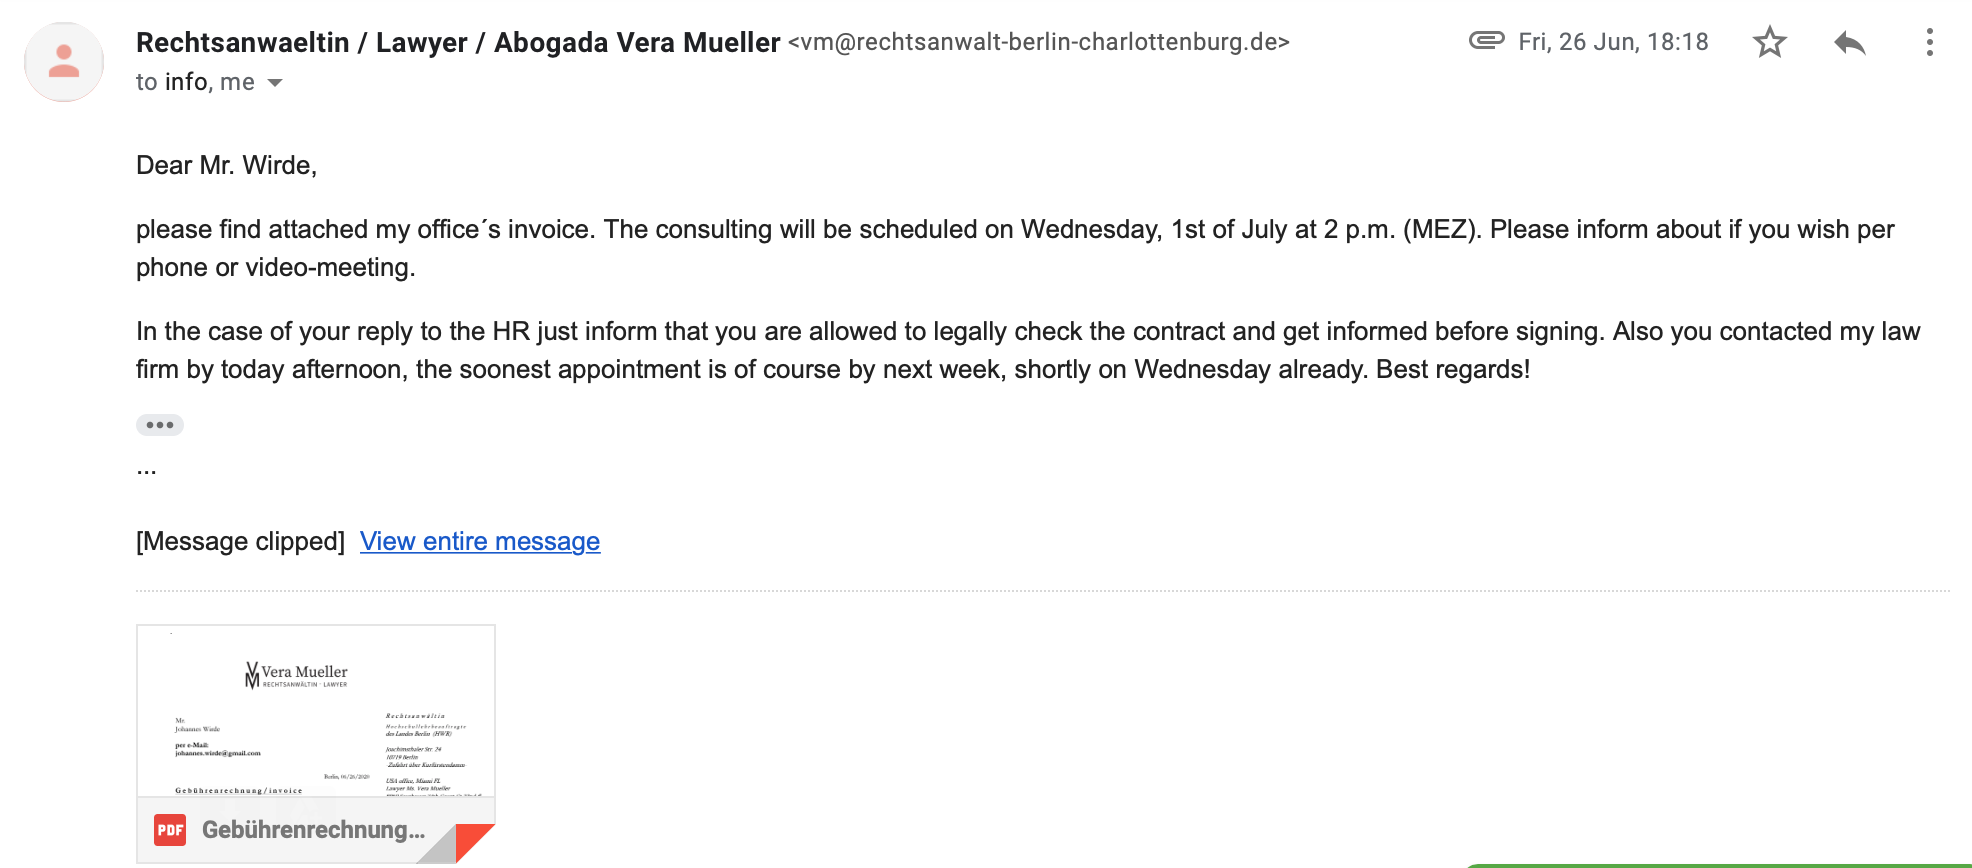 Rechtsanwaeltin / Lawyer / Abogada Vera Mueller <vm@rechtsanwalt-berlin-charlottenburg.de>
Fri, 26 Jun, 18:18
to info, me
Dear Mr. Wirde,
please find attached my office´s invoice. The consulting will be scheduled on Wednesday, 1st of July at 2 p.m. (MEZ). Please inform about if you wish per
phone or video-meeting.
In the case of your reply to the HR just inform that you are allowed to legally check the contract and get informed before signing. Also you contacted my law
firm by today afternoon, the soonest appointment is of course by next week, shortly on Wednesday already. Best regards!
...
[Message clipped] View entire message
Vera Mueller
RECHTSANWÄLTIN · LAWYER
Mr.
Johannes Wirde
per e-Mail:
johannes.wirde@gmail.com
Berlin, 06/26/2020
Gebührenrechnung/invoice
Rechtsanwältin
Hochschullehrbeauftragte
des Landes Berlin (HWR)
Joachimsthaler Str. 24
10719 Berlin
Zufahrt über Kurfürstendamm
USA office, Miami FL
Lawyer Ms. Vera Mueller
PDF Gebührenrechnung...